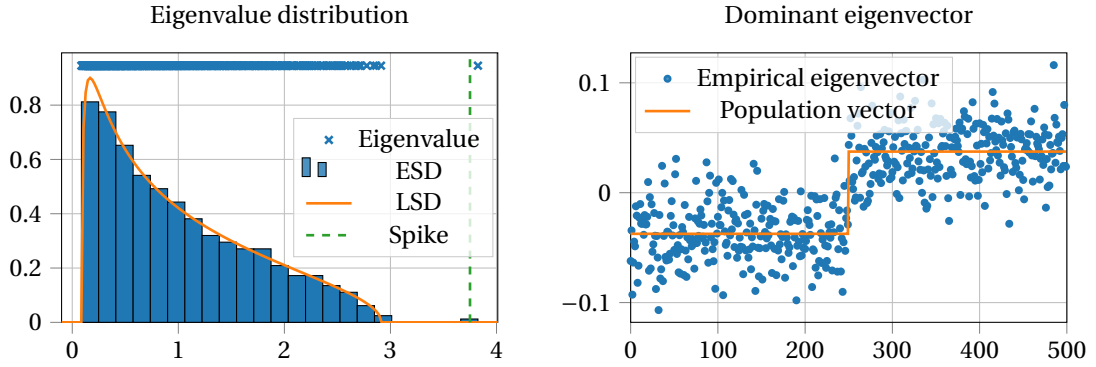 Eigenvalue distribution
0.8
0.6
0.4
0.2
0
0
1
2
3
4
Eigenvalue
ESD
LSD
Spike
Dominant eigenvector
0.1
0
−0.1
0
100
200
300
400
500
Empirical eigenvector
Population vector